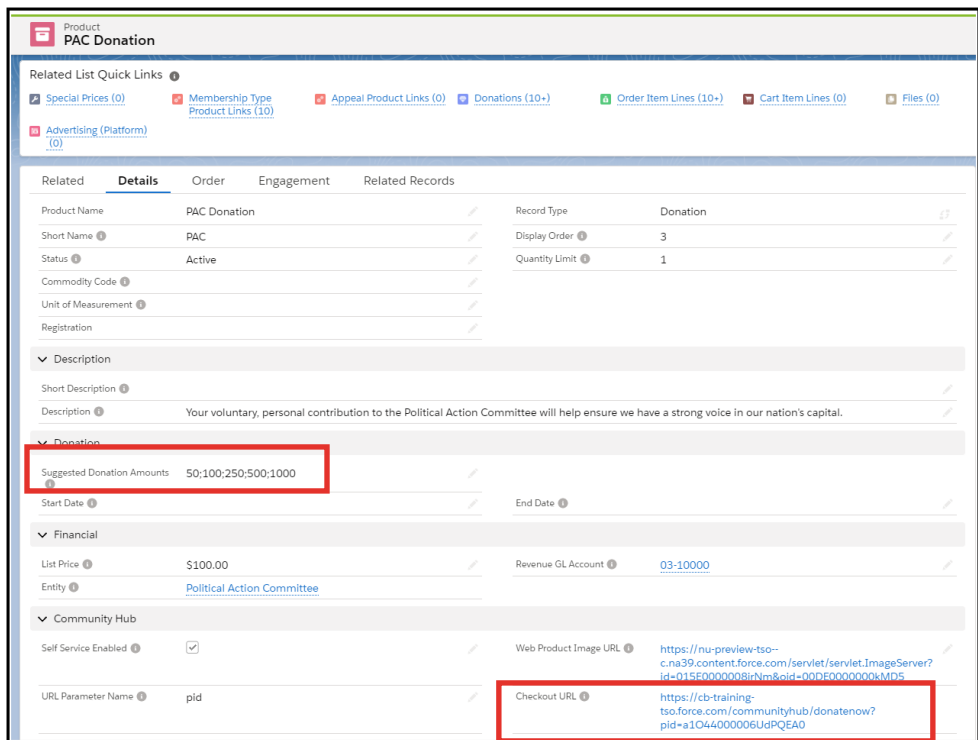 Product
PAC Donation
Related List Quick Links
Special Prices (0)
Membership Type
Product Links (10)
Appeal Product Links (0)
Donations (10+)
Order Item Lines (10+)
Cart Item Lines (0)
Files (0)
Advertising (Platform)
(0)
Related Details Order Engagement Related Records
Product Name PAC Donation
Record Type Donation
Short Name PAC
Display Order 3
Status Active
Quantity Limit 1
Commodity Code
Unit of Measurement
Registration
Description
Short Description
Description Your voluntary, personal contribution to the Political Action Committee will help ensure we have a strong voice in our nation's capital.
Donation
Suggested Donation Amounts 50;100;250;500;1000
Start Date
End Date
Financial
List Price $100.00
Revenue GL Account 03-10000
Entity Political Action Committee
Community Hub
Self Service Enabled
Web Product Image URL https://nu-preview-tso--
c.na39.content.force.com/servlet/servlet.ImageServer?
id=015E0000008irNm&oid=00DE0000000kMD5
URL Parameter Name pid
Checkout URL https://cb-training-
tso.force.com/communityhub/donatenow?
pid=a1O44000006UdPQEA0